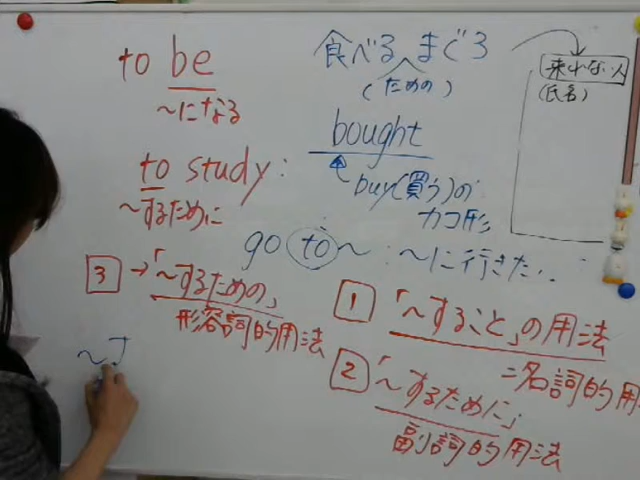 to be
~になる
食べる まぐろ
(ための)
来れない人
(氏名)
bought
buy(買う)の
カコ形
to study:
~するために
go to ~ : ~に行きたい..
3 →「~するための」
形容詞的用法
1 「~すること」の用法
=名詞的用
2 「~するために」
副詞的用法